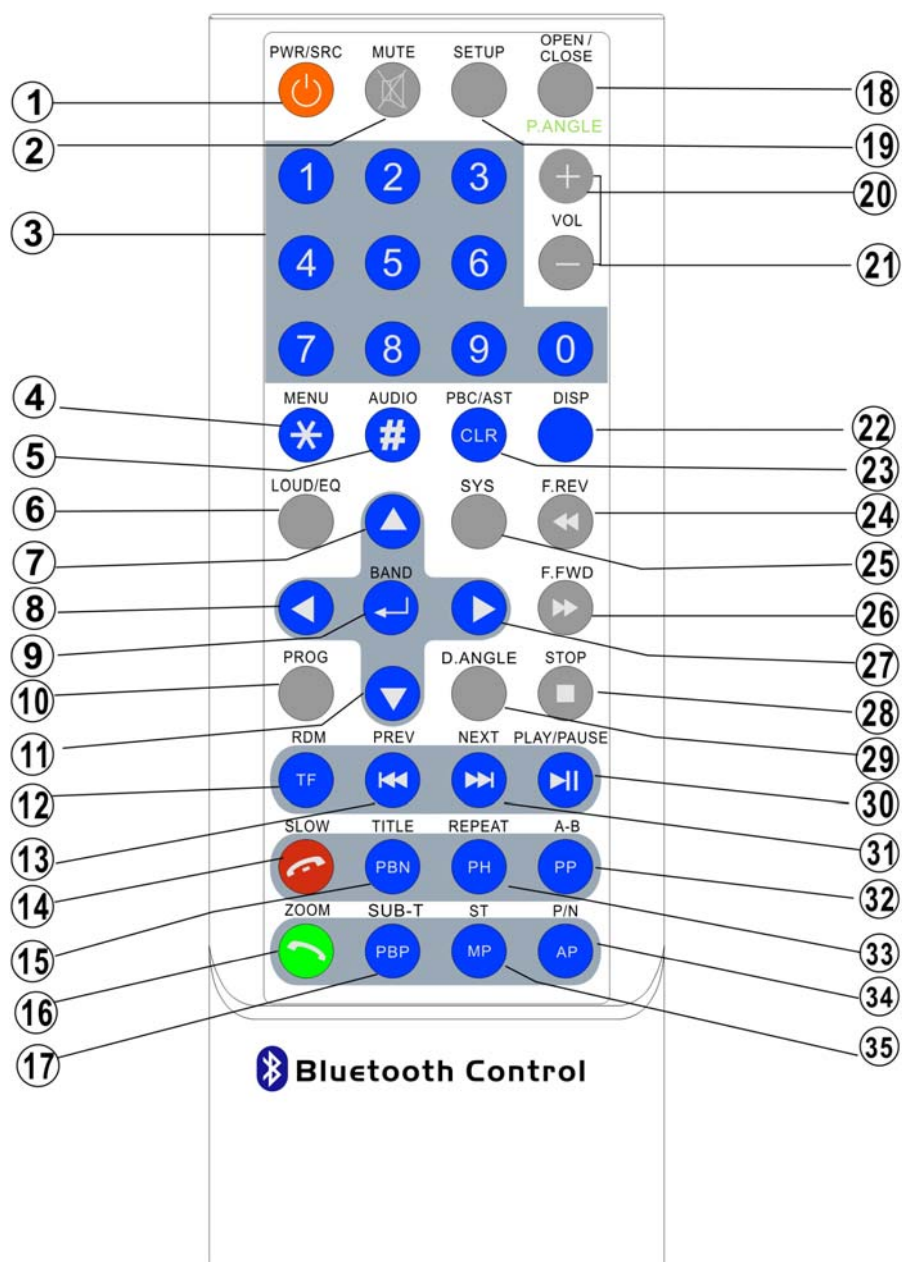 PWR/SRC MUTE SETUP OPEN / CLOSE
1 18
P.ANGLE
2 19
1 2 3 + 20
3 VOL
4 5 6 − 21
7 8 9 0
4 MENU AUDIO PBC/AST DISP 22
* # CLR
5 23
6 LOUD/EQ SYS F.REV 24
7 25
8 BAND F.FWD 26
9 27
10 PROG D.ANGLE STOP 28
11 29
RDM PREV NEXT PLAY/PAUSE
12 TF 30
13 31
SLOW TITLE REPEAT A-B
14 PBN PH PP 32
15 33
ZOOM SUB-T ST P/N
16 PBP MP AP 34
17 35
Bluetooth Control